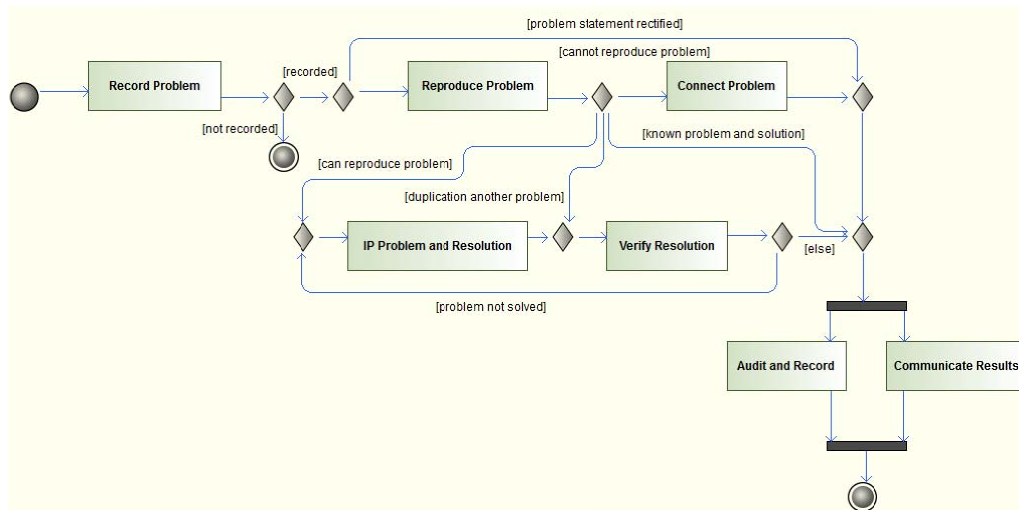 [problem statement rectified]
[cannot reproduce problem]
[recorded]
Record Problem
Reproduce Problem
Connect Problem
[not recorded]
[known problem and solution]
[can reproduce problem]
[duplication another problem]
IP Problem and Resolution
Verify Resolution
[else]
[problem not solved]
Audit and Record
Communicate Results